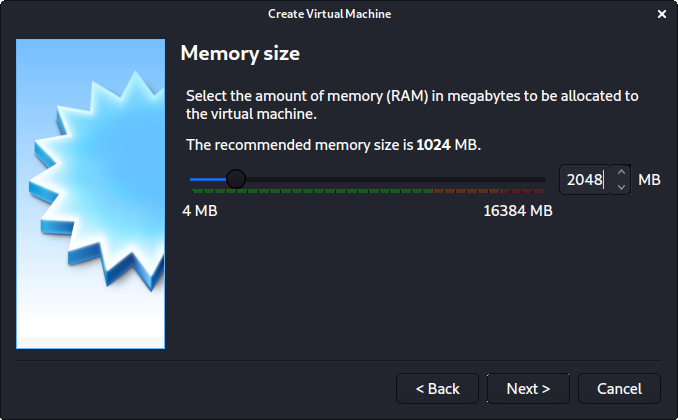 Create Virtual Machine
Memory size
Select the amount of memory (RAM) in megabytes to be allocated to
the virtual machine.
The recommended memory size is 1024 MB.
2048 MB
4 MB 16384 MB
< Back Next > Cancel